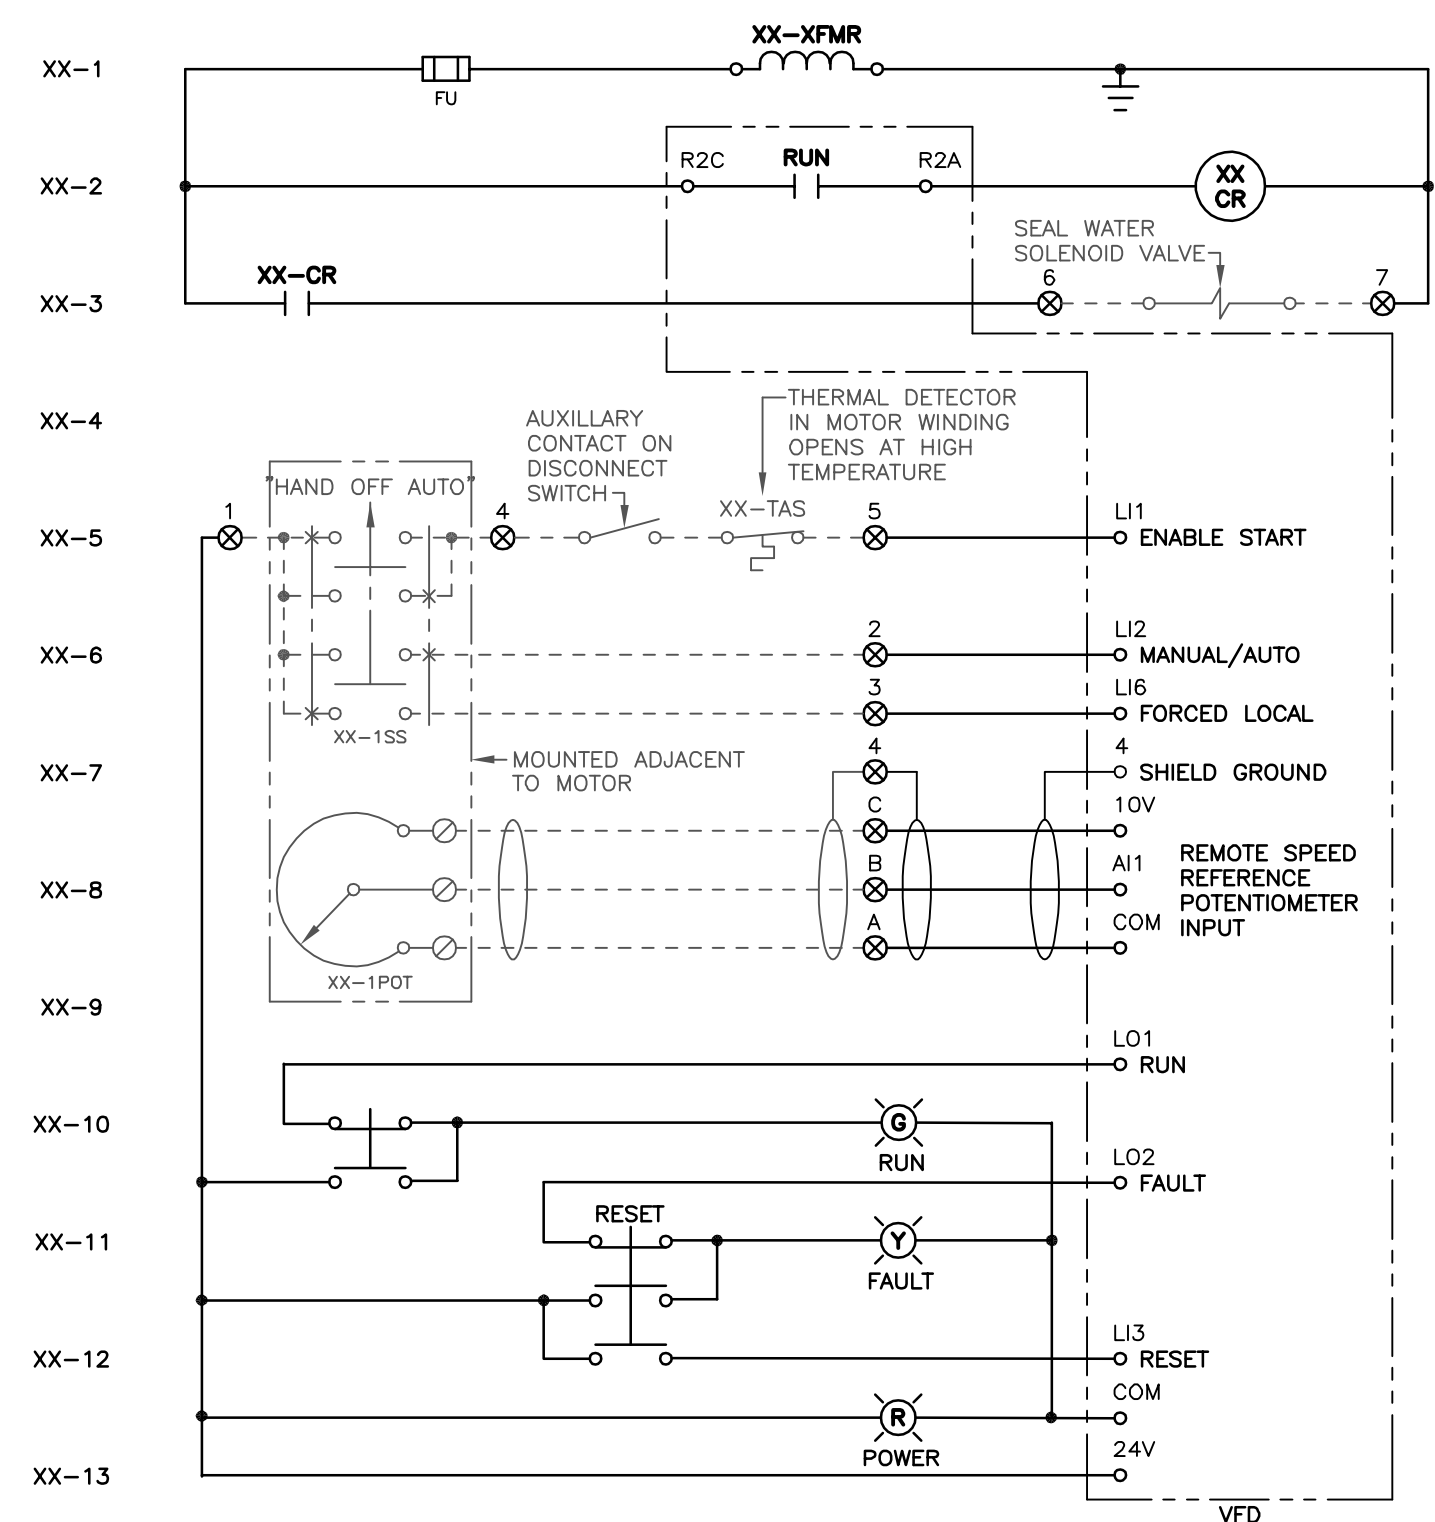 XX-XFMR
XX-1
FU
R2C
RUN
R2A
XX-2
XX
CR
SEAL WATER
SOLENOID VALVE
XX-CR
6
7
XX-3
XX-4
AUXILLARY
CONTACT ON
DISCONNECT
SWITCH
THERMAL DETECTOR
IN MOTOR WINDING
OPENS AT HIGH
TEMPERATURE
"HAND OFF AUTO"
1
4
XX-TAS
5
LI1
XX-5
ENABLE START
2
LI2
XX-6
MANUAL/AUTO
3
LI6
FORCED LOCAL
XX-1SS
MOUNTED ADJACENT
TO MOTOR
4
4
XX-7
SHIELD GROUND
C
10V
B
AI1
XX-8
REMOTE SPEED
REFERENCE
POTENTIOMETER
INPUT
A
COM
XX-1POT
XX-9
LO1
RUN
XX-10
G
RUN
LO2
FAULT
RESET
XX-11
Y
FAULT
LI3
XX-12
RESET
COM
R
POWER
24V
XX-13
VFD